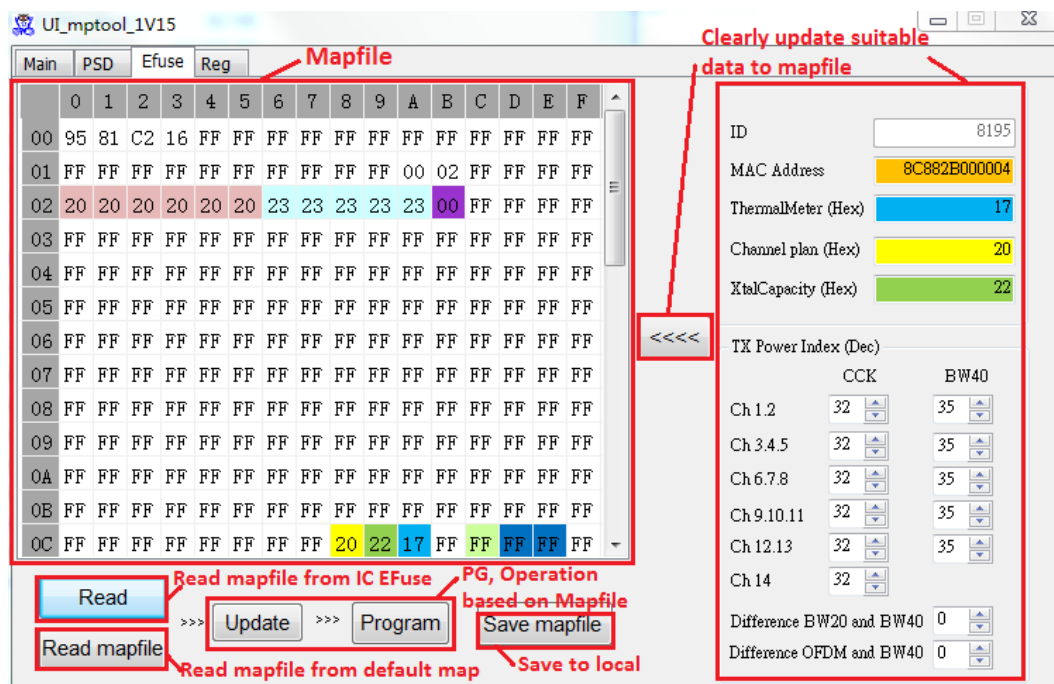 UI_mptool_1V15
Clearly update suitable
data to mapfile
Main PSD Efuse Reg
Mapfile
0 1 2 3 4 5 6 7 8 9 A B C D E F
00 95 81 C2 16 FF FF FF FF FF FF FF FF FF FF FF FF
01 FF FF FF FF FF FF FF FF FF FF 00 02 FF FF FF FF
02 20 20 20 20 20 20 23 23 23 23 23 00 FF FF FF FF
03 FF FF FF FF FF FF FF FF FF FF FF FF FF FF FF FF
04 FF FF FF FF FF FF FF FF FF FF FF FF FF FF FF FF
05 FF FF FF FF FF FF FF FF FF FF FF FF FF FF FF FF
06 FF FF FF FF FF FF FF FF FF FF FF FF FF FF FF FF
07 FF FF FF FF FF FF FF FF FF FF FF FF FF FF FF FF
08 FF FF FF FF FF FF FF FF FF FF FF FF FF FF FF FF
09 FF FF FF FF FF FF FF FF FF FF FF FF FF FF FF FF
0A FF FF FF FF FF FF FF FF FF FF FF FF FF FF FF FF
0B FF FF FF FF FF FF FF FF FF FF FF FF FF FF FF FF
0C FF FF FF FF FF FF FF FF 20 22 17 FF FF FF FF FF
<<<<
ID 8195
MAC Address 8C882B000004
ThermalMeter (Hex) 17
Channel plan (Hex) 20
XtalCapacity (Hex) 22
TX Power Index (Dec)
CCK BW40
Ch 1.2 32 35
Ch 3.4.5 32 35
Ch 6.7.8 32 35
Ch 9.10.11 32 35
Ch 12.13 32 35
Ch 14 32
Difference BW20 and BW40 0
Difference OFDM and BW40 0
Read
Read mapfile from IC EFuse
PG, Operation
based on Mapfile
>>> Update >>> Program
Save mapfile
Read mapfile
Read mapfile from default map
Save to local